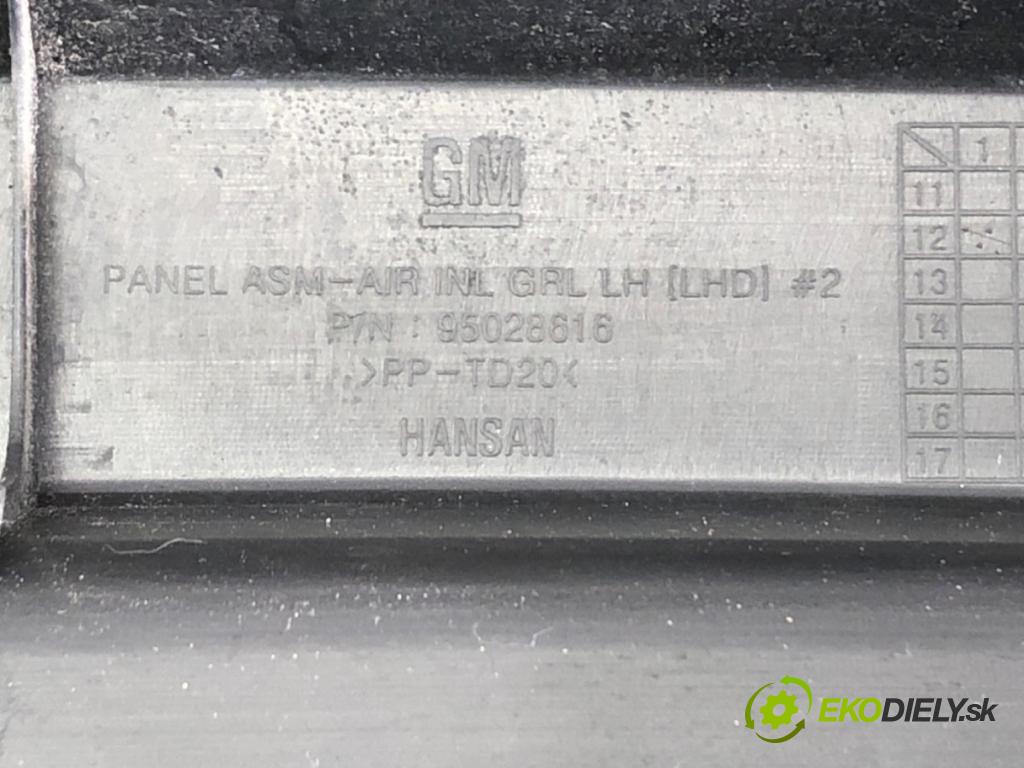 GM
PANEL ASM-AIR INL GRL LH [LHD] #2
P/N : 95028616
>PP-TD20<
HANSAN
1
11
12
13
14
15
16
17
EKODIELY.sk